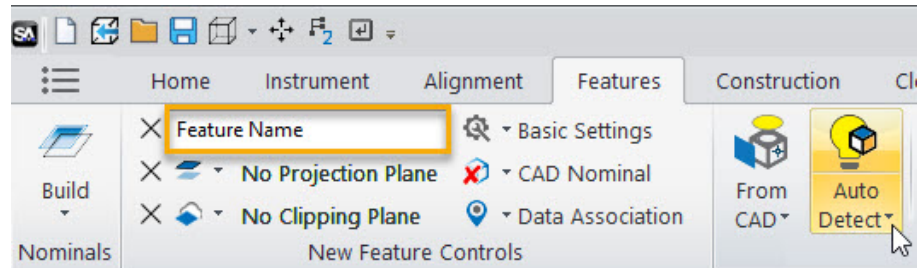 SA
Home Instrument Alignment Features Construction Cl
Feature Name Basic Settings
No Projection Plane CAD Nominal
No Clipping Plane Data Association
Build
From
CAD
Auto
Detect
Nominals New Feature Controls